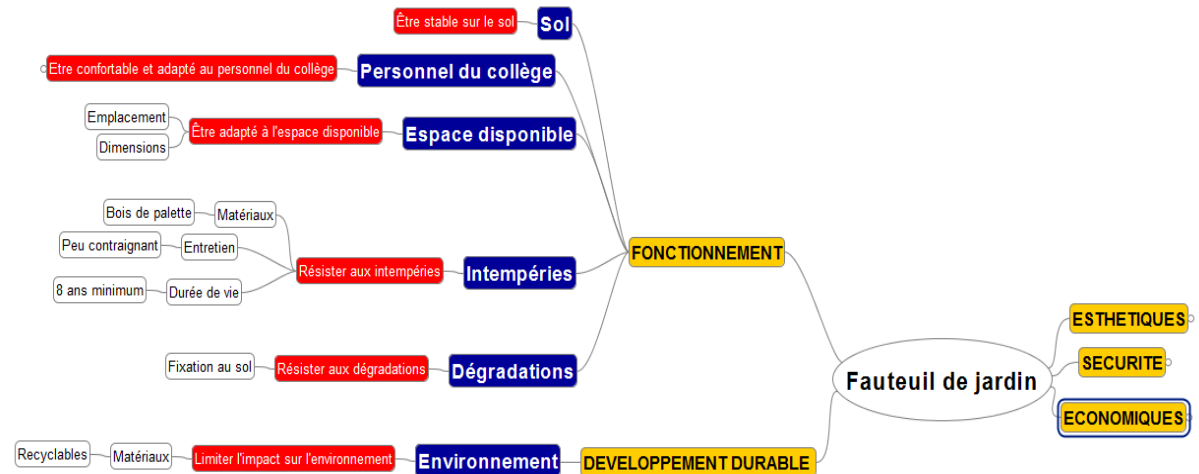 Être stable sur le sol
Sol
Etre confortable et adapté au personnel du collège
Personnel du collège
Emplacement
Dimensions
Être adapté à l'espace disponible
Espace disponible
Bois de palette
Matériaux
Peu contraignant
Entretien
8 ans minimum
Durée de vie
Résister aux intempéries
Intempéries
FONCTIONNEMENT
Fixation au sol
Résister aux dégradations
Dégradations
Recyclables
Matériaux
Limiter l'impact sur l'environnement
Environnement
DEVELOPPEMENT DURABLE
Fauteuil de jardin
ESTHETIQUES
SÉCURITE
ECONOMIQUES